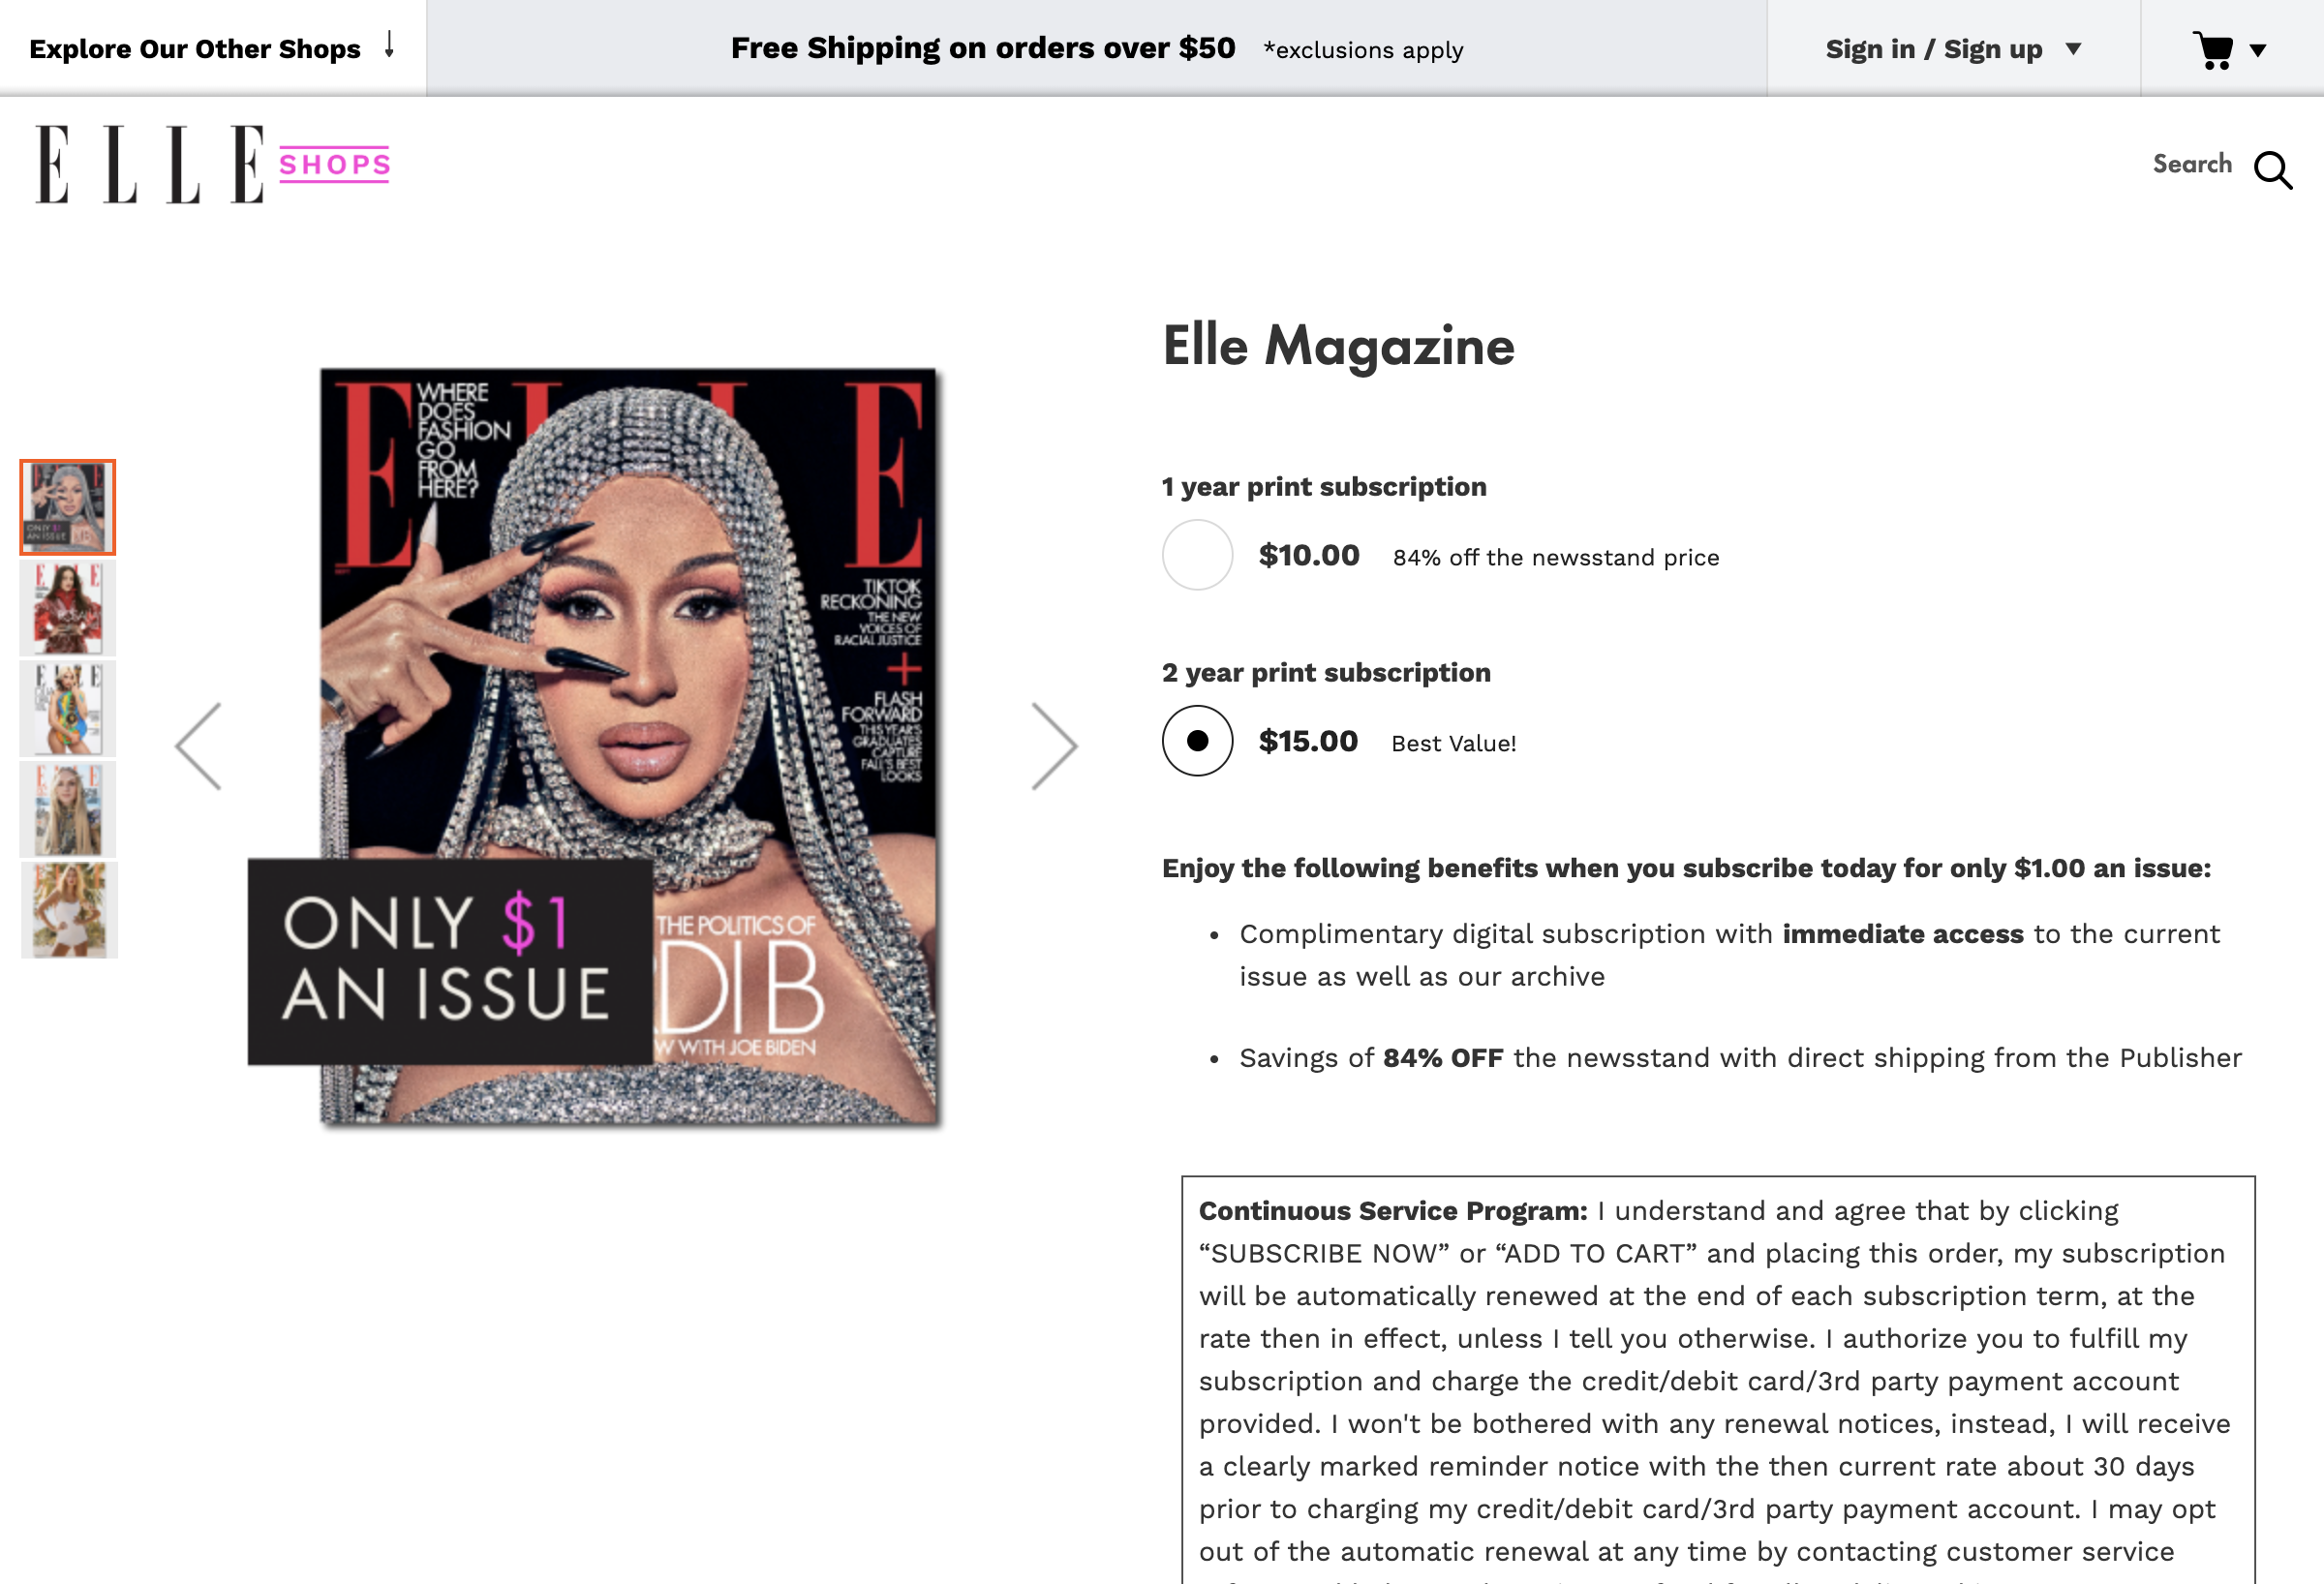 Explore Our Other Shops
Free Shipping on orders over $50 *exclusions apply
Sign in / Sign up
ELLE SHOPS
Search
Elle Magazine
1 year print subscription
$10.00 84% off the newsstand price
2 year print subscription
$15.00 Best Value!
Enjoy the following benefits when you subscribe today for only $1.00 an issue:
• Complimentary digital subscription with immediate access to the current
issue as well as our archive
• Savings of 84% OFF the newsstand with direct shipping from the Publisher
Continuous Service Program: I understand and agree that by clicking
“SUBSCRIBE NOW” or “ADD TO CART” and placing this order, my subscription
will be automatically renewed at the end of each subscription term, at the
rate then in effect, unless I tell you otherwise. I authorize you to fulfill my
subscription and charge the credit/debit card/3rd party payment account
provided. I won't be bothered with any renewal notices, instead, I will receive
a clearly marked reminder notice with the then current rate about 30 days
prior to charging my credit/debit card/3rd party payment account. I may opt
out of the automatic renewal at any time by contacting customer service
WHERE
DOES
FASHION
GO
FROM
HERE?
TIKTOK
RECKONING
THE NEW
VOICES OF
RACIAL JUSTICE
+
FLASH
FORWARD
THIS YEAR'S
GRADUATES
CAPTURE
FALL'S BEST
LOOKS
THE POLITICS OF
DI B
W WITH JOE BIDEN
ONLY $1
AN ISSUE